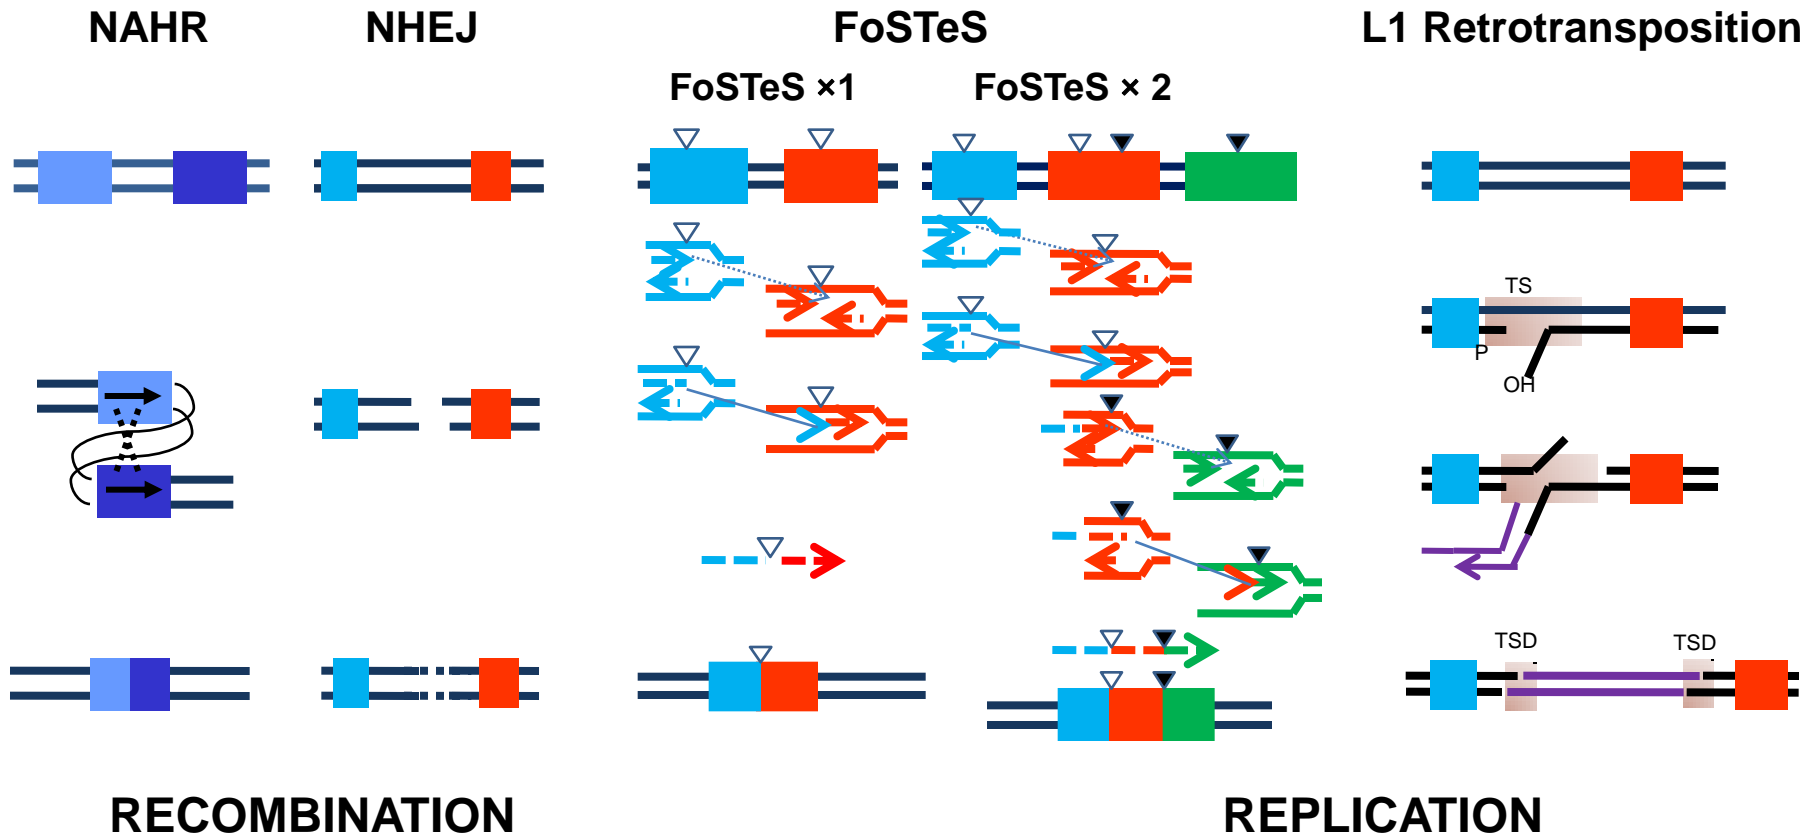 NAHR NHEJ FoSTeS L1 Retrotransposition
FoSTeS ×1 FoSTeS × 2
TS
P
OH
TSD TSD
RECOMBINATION REPLICATION